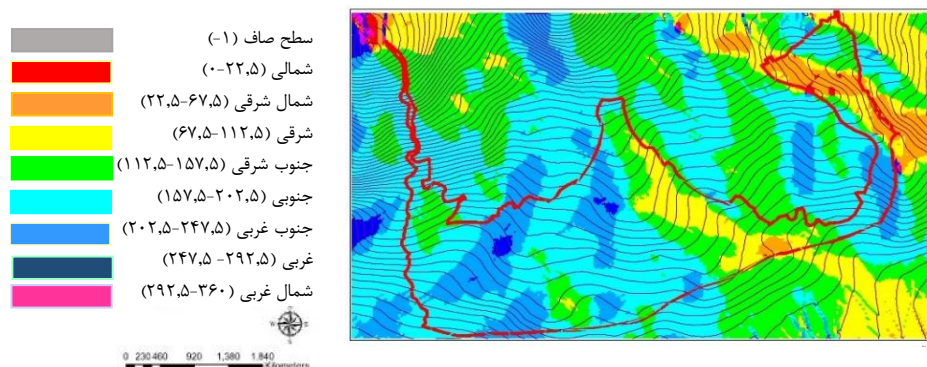 سطح صاف (۱-)
شمالی (۲۲٫۵-۰)
شمال شرقی (۶۷٫۵-۲۲٫۵)
شرقی (۱۱۲٫۵-۶۷٫۵)
جنوب شرقی (۱۵۷٫۵-۱۱۲٫۵)
جنوبی (۲۰۲٫۵-۱۵۷٫۵)
جنوب غربی (۲۴۷٫۵-۲۰۲٫۵)
غربی (۲۹۲٫۵ -۲۴۷٫۵)
شمال غربی (۳۶۰-۲۹۲٫۵)
N
W E
S
0 230 460 920 1,380 1,840
Kilometers